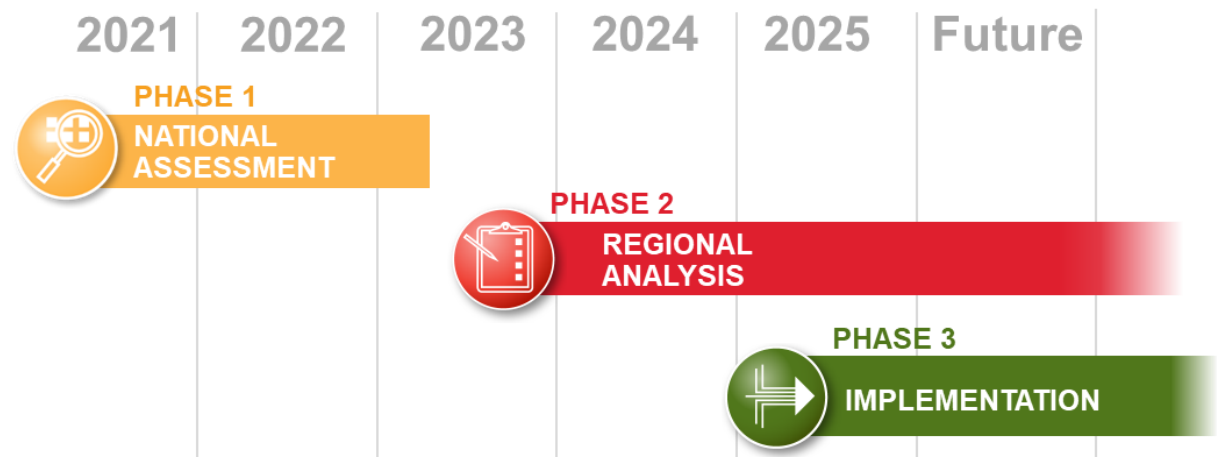 2021 2022 2023 2024 2025 Future
PHASE 1
NATIONAL
ASSESSMENT
PHASE 2
REGIONAL
ANALYSIS
PHASE 3
IMPLEMENTATION